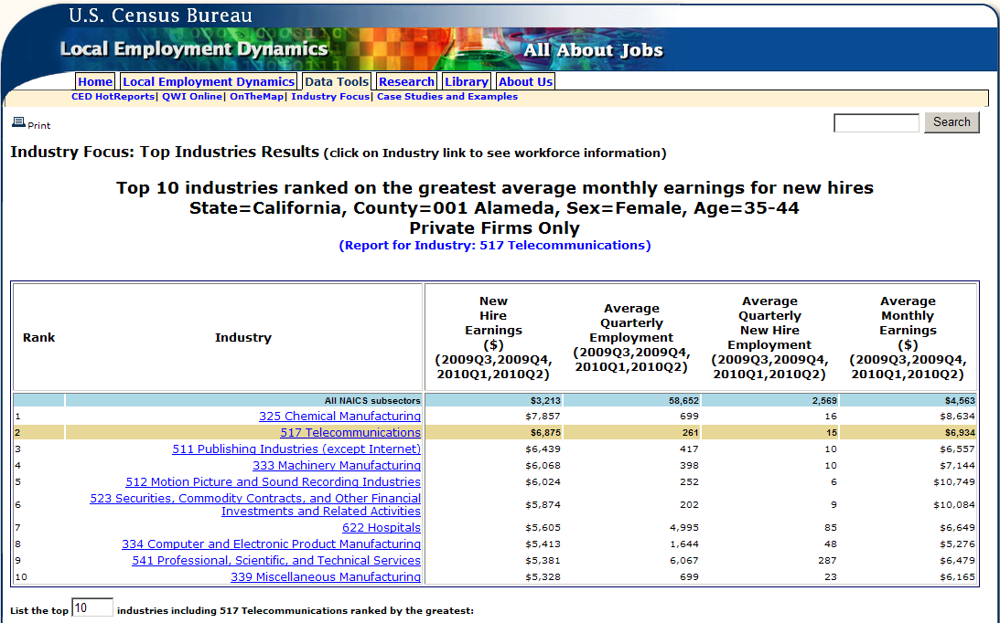 U.S. Census Bureau
Local Employment Dynamics
All About Jobs
Home Local Employment Dynamics Data Tools Research Library About Us
CED HotReports| QWI Online| OnTheMap| Industry Focus| Case Studies and Examples
Print
Search
Industry Focus: Top Industries Results (click on Industry link to see workforce information)
Top 10 industries ranked on the greatest average monthly earnings for new hires
State=California, County=001 Alameda, Sex=Female, Age=35-44
Private Firms Only
(Report for Industry: 517 Telecommunications)
Rank
Industry
New
Hire
Earnings
($)
(2009Q3,2009Q4,
2010Q1,2010Q2)
Average
Quarterly
Employment
(2009Q3,2009Q4,
2010Q1,2010Q2)
Average
Quarterly
New Hire
Employment
(2009Q3,2009Q4,
2010Q1,2010Q2)
Average
Monthly
Earnings
($)
(2009Q3,2009Q4,
2010Q1,2010Q2)
All NAICS subsectors $3,213 58,652 2,569 $4,563
1 325 Chemical Manufacturing $7,857 699 16 $8,634
2 517 Telecommunications $6,875 261 15 $6,934
3 511 Publishing Industries (except Internet) $6,439 417 10 $6,557
4 333 Machinery Manufacturing $6,068 398 10 $7,144
5 512 Motion Picture and Sound Recording Industries $6,024 252 6 $10,749
6 523 Securities, Commodity Contracts, and Other Financial
Investments and Related Activities $5,874 202 9 $10,084
7 622 Hospitals $5,605 4,995 85 $6,649
8 334 Computer and Electronic Product Manufacturing $5,413 1,644 48 $5,276
9 541 Professional, Scientific, and Technical Services $5,381 6,067 287 $6,479
10 339 Miscellaneous Manufacturing $5,328 699 23 $6,165
List the top 10 industries including 517 Telecommunications ranked by the greatest: